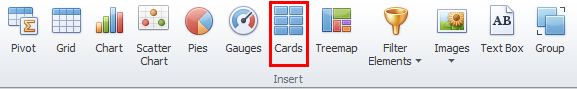 Pivot Grid Chart Scatter Chart Pies Gauges Cards Treemap Filter Elements Images AB Text Box Group
Insert